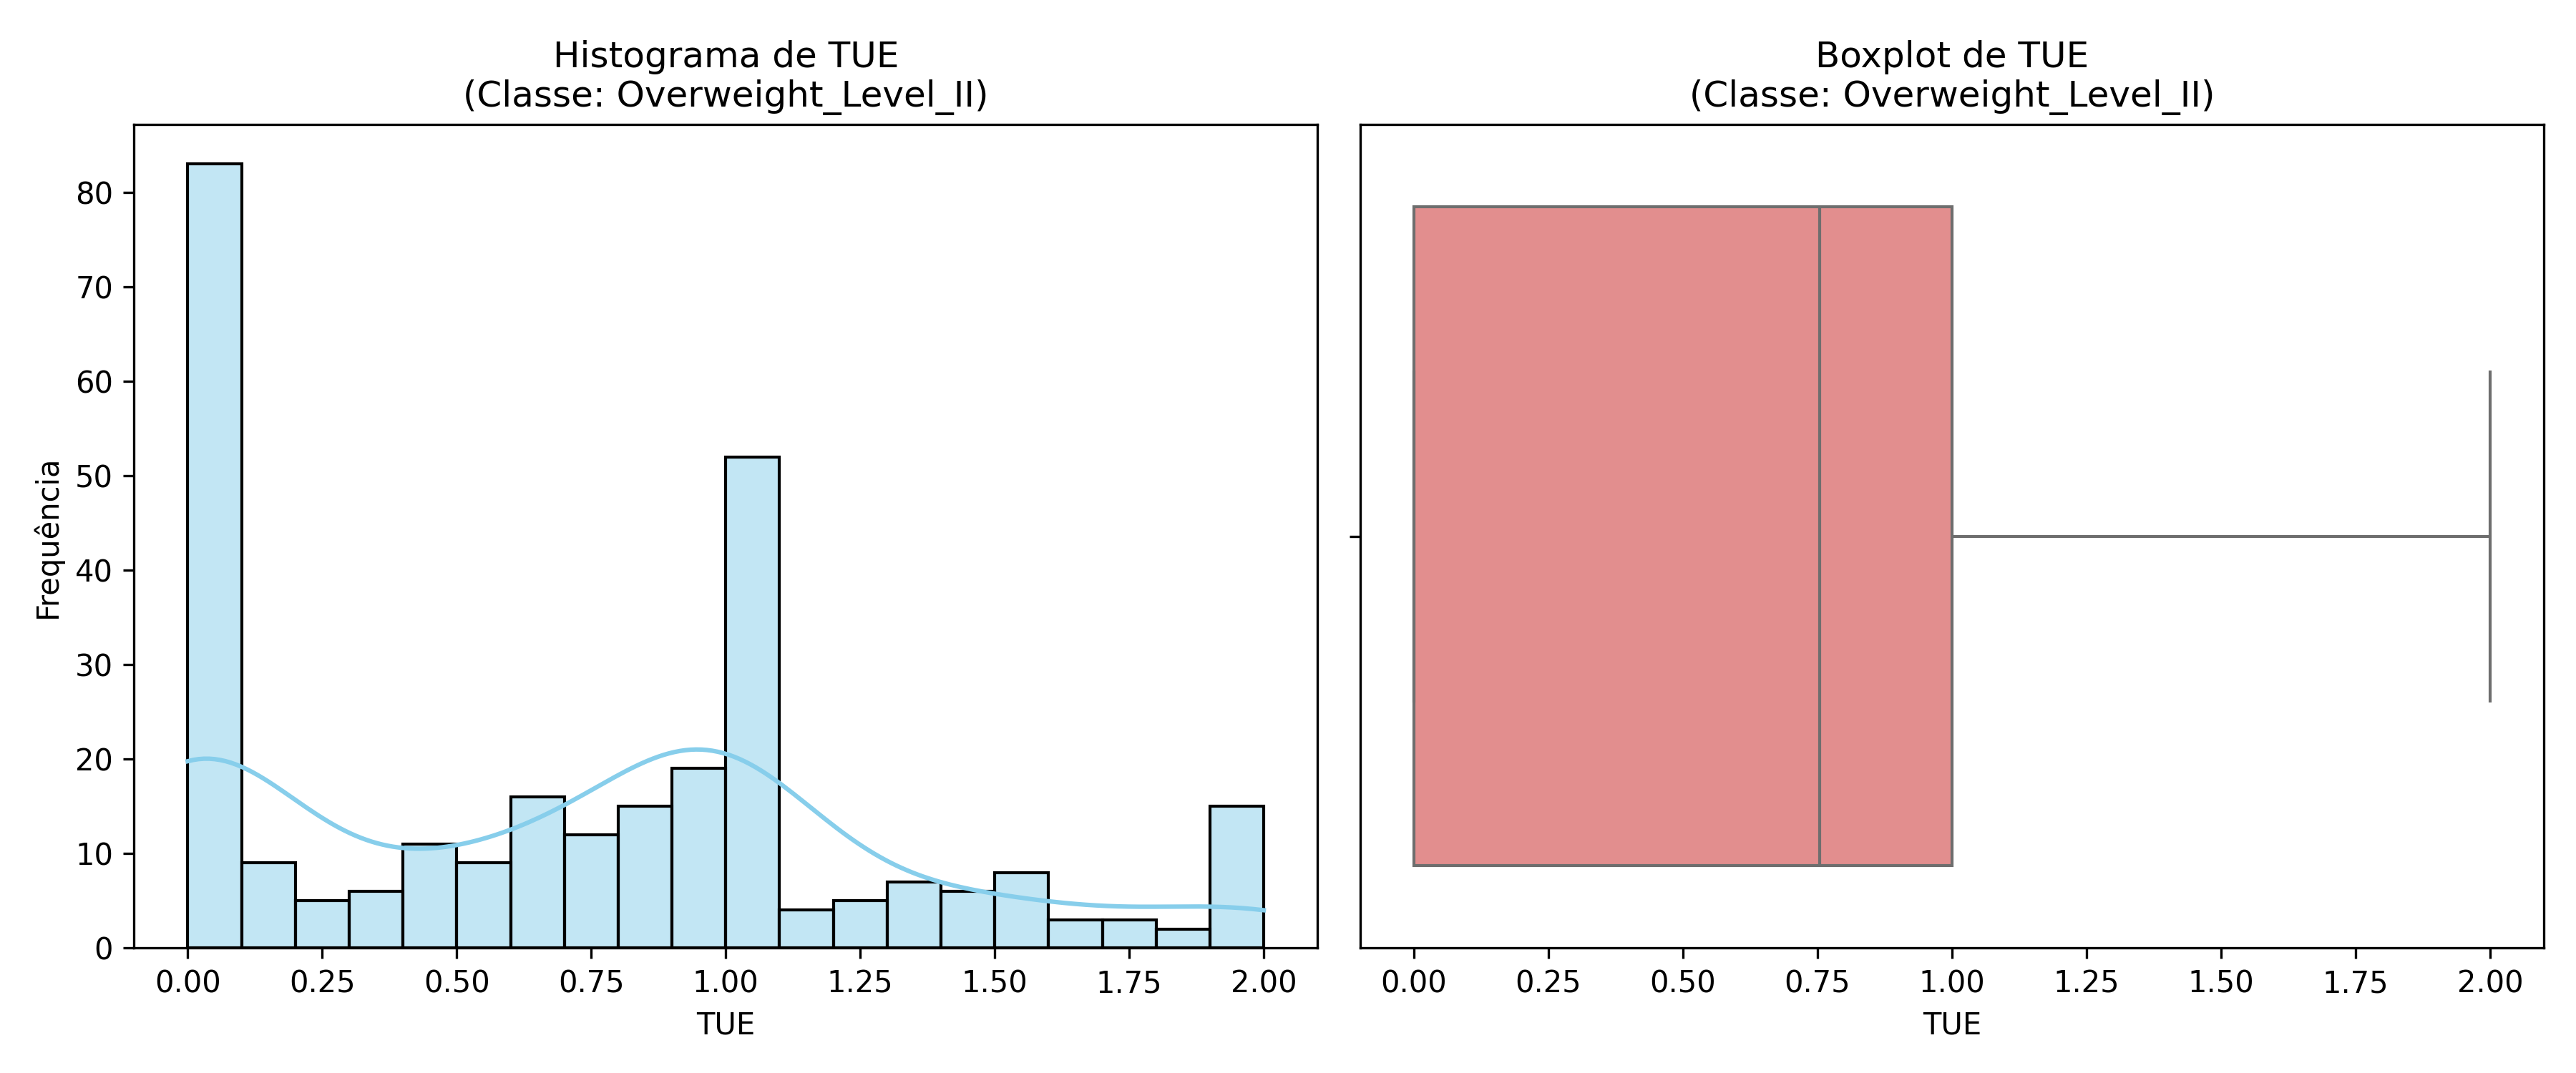 Histograma de TUE
(Classe: Overweight_Level_II)
Frequência
80
70
60
50
40
30
20
10
0
0.00 0.25 0.50 0.75 1.00 1.25 1.50 1.75 2.00
TUE
Boxplot de TUE
(Classe: Overweight_Level_II)
0.00 0.25 0.50 0.75 1.00 1.25 1.50 1.75 2.00
TUE